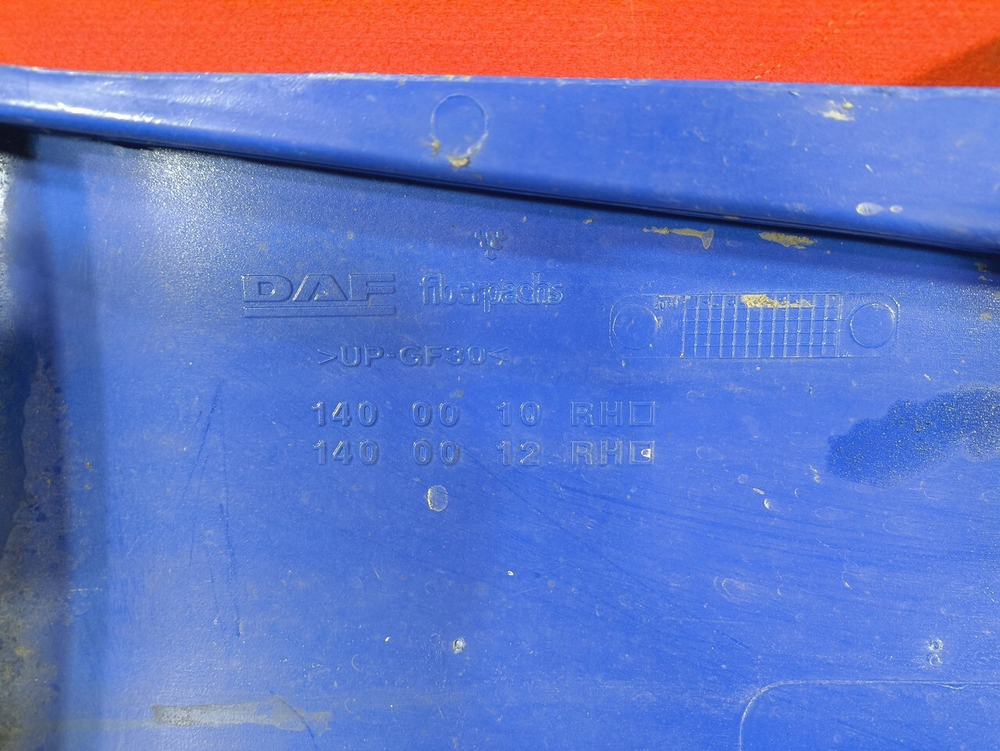 DAF fiberpachs
>UP-GF30<
140 00 10 RH
140 00 12 RH